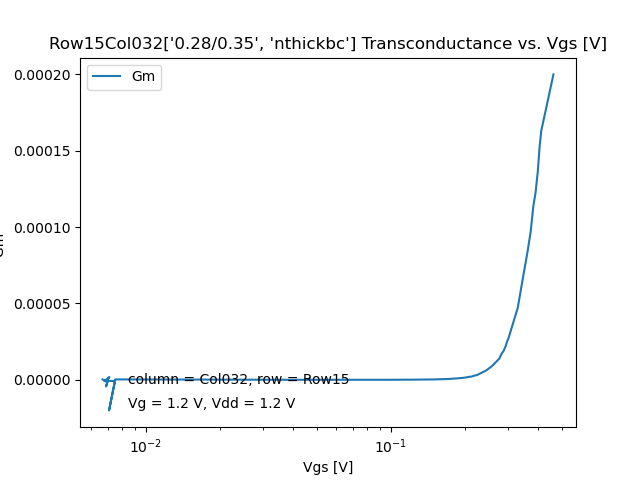 Row15Col032['0.28/0.35', 'nthickbc'] Transconductance vs. Vgs [V]
Gm
0.00020
0.00015
0.00010
0.00005
0.00000
column = Col032, row = Row15
Vg = 1.2 V, Vdd = 1.2 V
10⁻²
10⁻¹
Vgs [V]